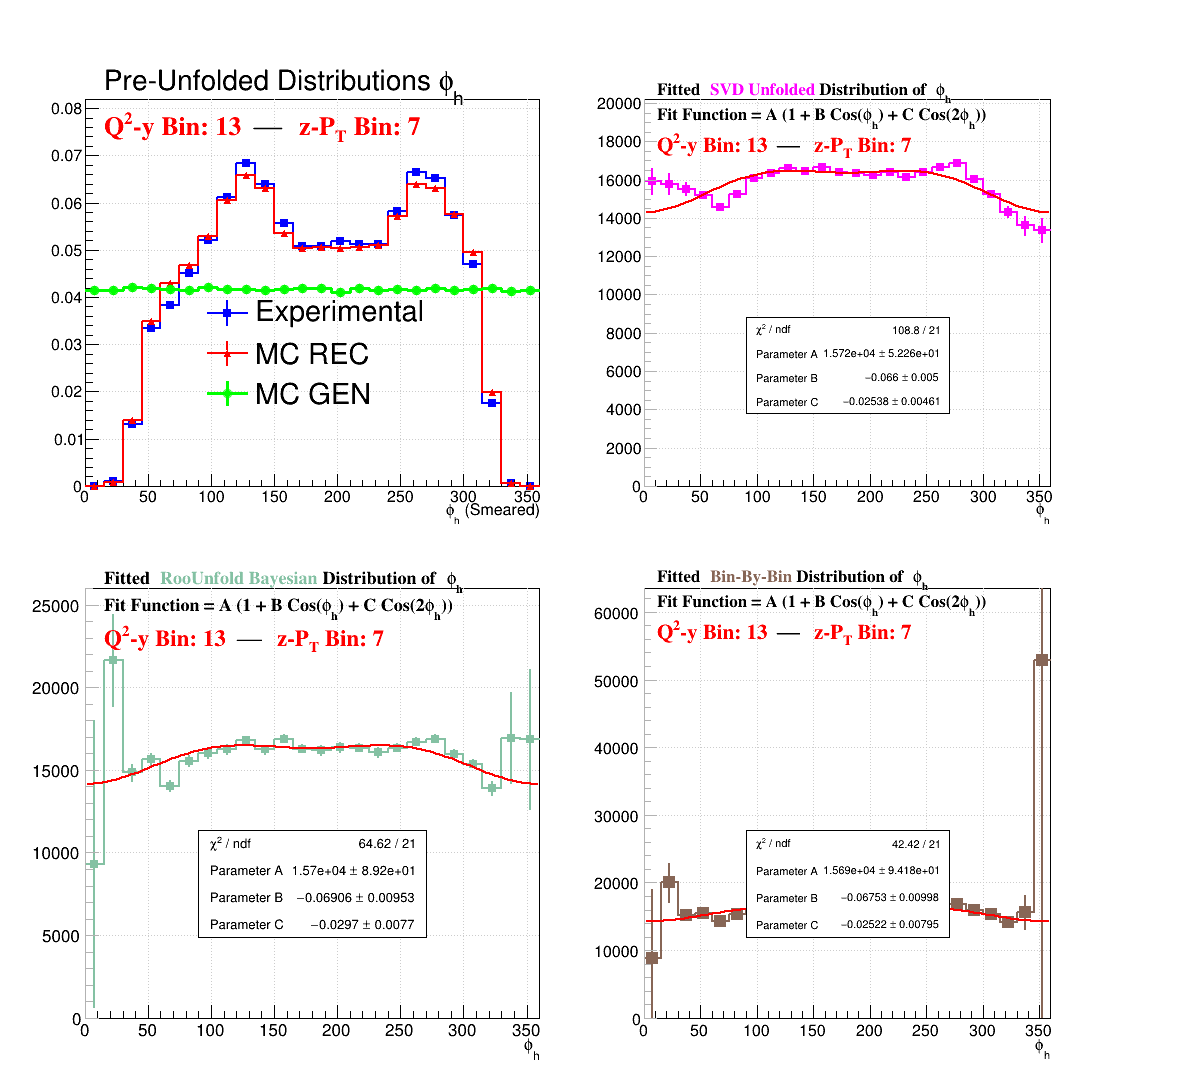 Pre-Unfolded Distributions ϕh
Q²-y Bin: 13 — z-PT Bin: 7
0.08
0.07
0.06
0.05
0.04
0.03
0.02
0.01
0
Experimental
MC REC
MC GEN
0 50 100 150 200 250 300 350
ϕh (Smeared)
Fitted SVD Unfolded Distribution of ϕh
Fit Function = A (1 + B Cos(ϕh) + C Cos(2ϕh))
Q²-y Bin: 13 — z-PT Bin: 7
20000
18000
16000
14000
12000
10000
8000
6000
4000
2000
0
χ² / ndf 108.8 / 21
Parameter A 1.572e+04 ± 5.226e+01
Parameter B −0.066 ± 0.005
Parameter C −0.02538 ± 0.00461
0 50 100 150 200 250 300 350
ϕh
Fitted RooUnfold Bayesian Distribution of ϕh
Fit Function = A (1 + B Cos(ϕh) + C Cos(2ϕh))
Q²-y Bin: 13 — z-PT Bin: 7
25000
20000
15000
10000
5000
0
χ² / ndf 64.62 / 21
Parameter A 1.57e+04 ± 8.92e+01
Parameter B −0.06906 ± 0.00953
Parameter C −0.0297 ± 0.0077
0 50 100 150 200 250 300 350
ϕh
Fitted Bin-By-Bin Distribution of ϕh
Fit Function = A (1 + B Cos(ϕh) + C Cos(2ϕh))
Q²-y Bin: 13 — z-PT Bin: 7
60000
50000
40000
30000
20000
10000
0
χ² / ndf 42.42 / 21
Parameter A 1.569e+04 ± 9.418e+01
Parameter B −0.06753 ± 0.00998
Parameter C −0.02522 ± 0.00795
0 50 100 150 200 250 300 350
ϕh